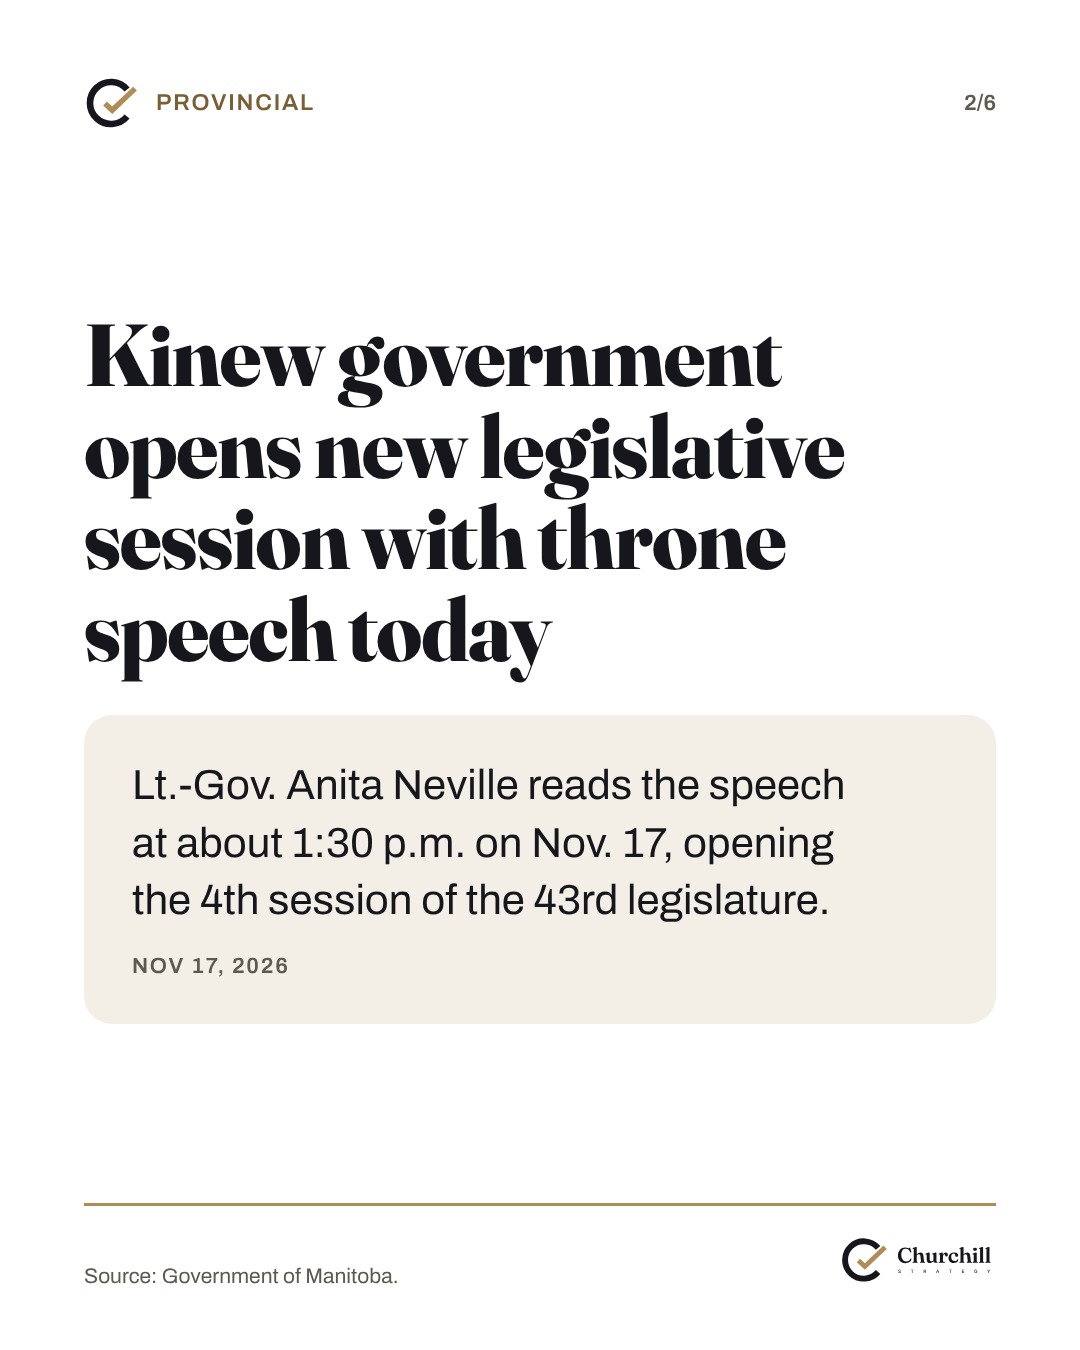 PROVINCIAL
2/6
Kinew government
opens new legislative
session with throne
speech today
Lt.-Gov. Anita Neville reads the speech
at about 1:30 p.m. on Nov. 17, opening
the 4th session of the 43rd legislature.
NOV 17, 2026
Source: Government of Manitoba.
Churchill
STRATEGY